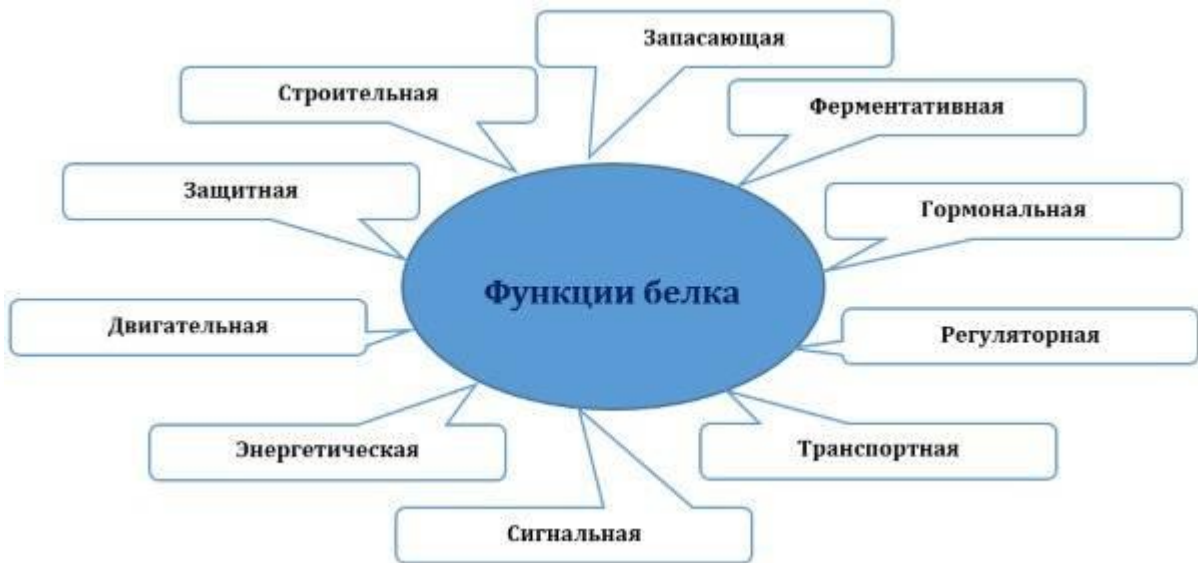 Запасающая
Строительная
Ферментативная
Защитная
Гормональная
Функции белка
Двигательная
Регуляторная
Энергетическая
Транспортная
Сигнальная